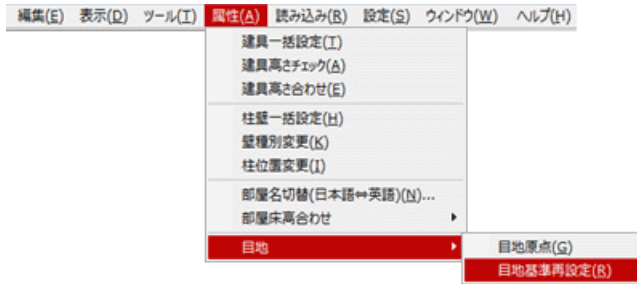 編集(E) 表示(D) ツール(T) 属性(A) 読み込み(R) 設定(S) ウィンドウ(W) ヘルプ(H)
建具一括設定(T)
建具高さチェック(A)
建具高さ合わせ(E)
柱壁一括設定(H)
壁種別変更(K)
柱位置変更(I)
部屋名切替(日本語⇔英語)(N)...
部屋床高合わせ
目地
目地原点(G)
目地基準再設定(R)